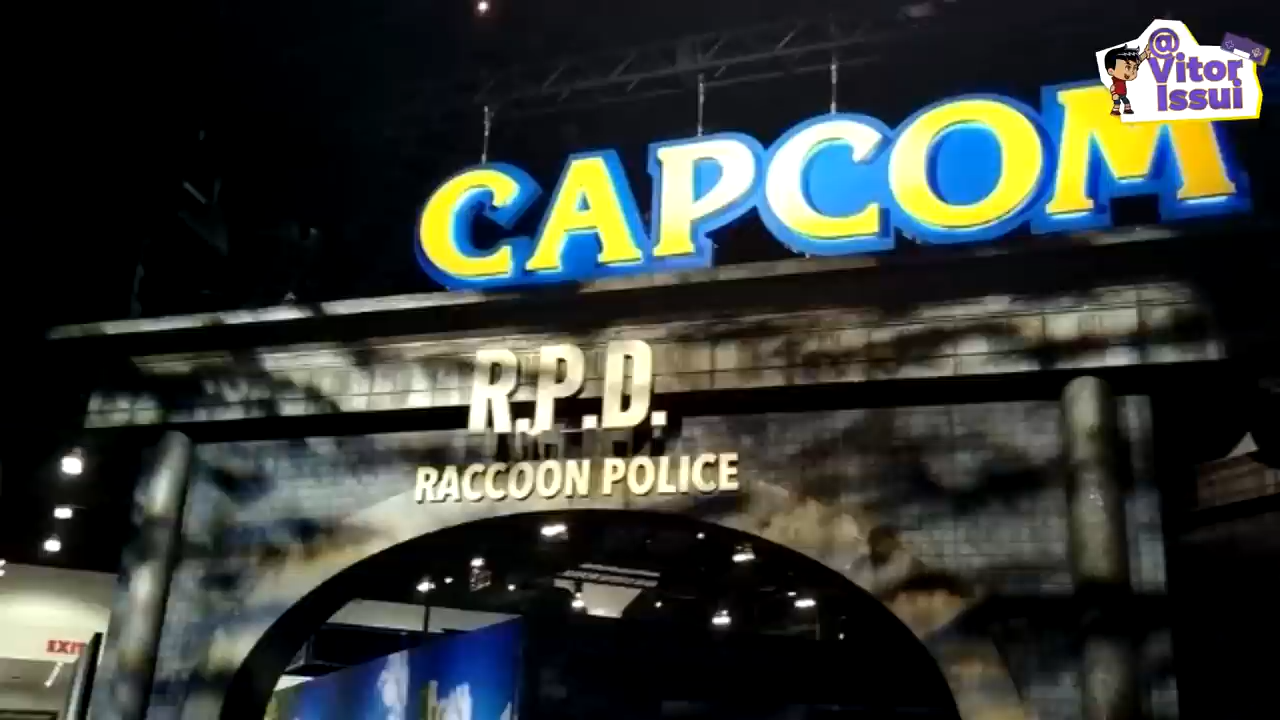 @
Vitor
Issui
CAPCOM
R.P.D.
RACCOON POLICE
EXIT